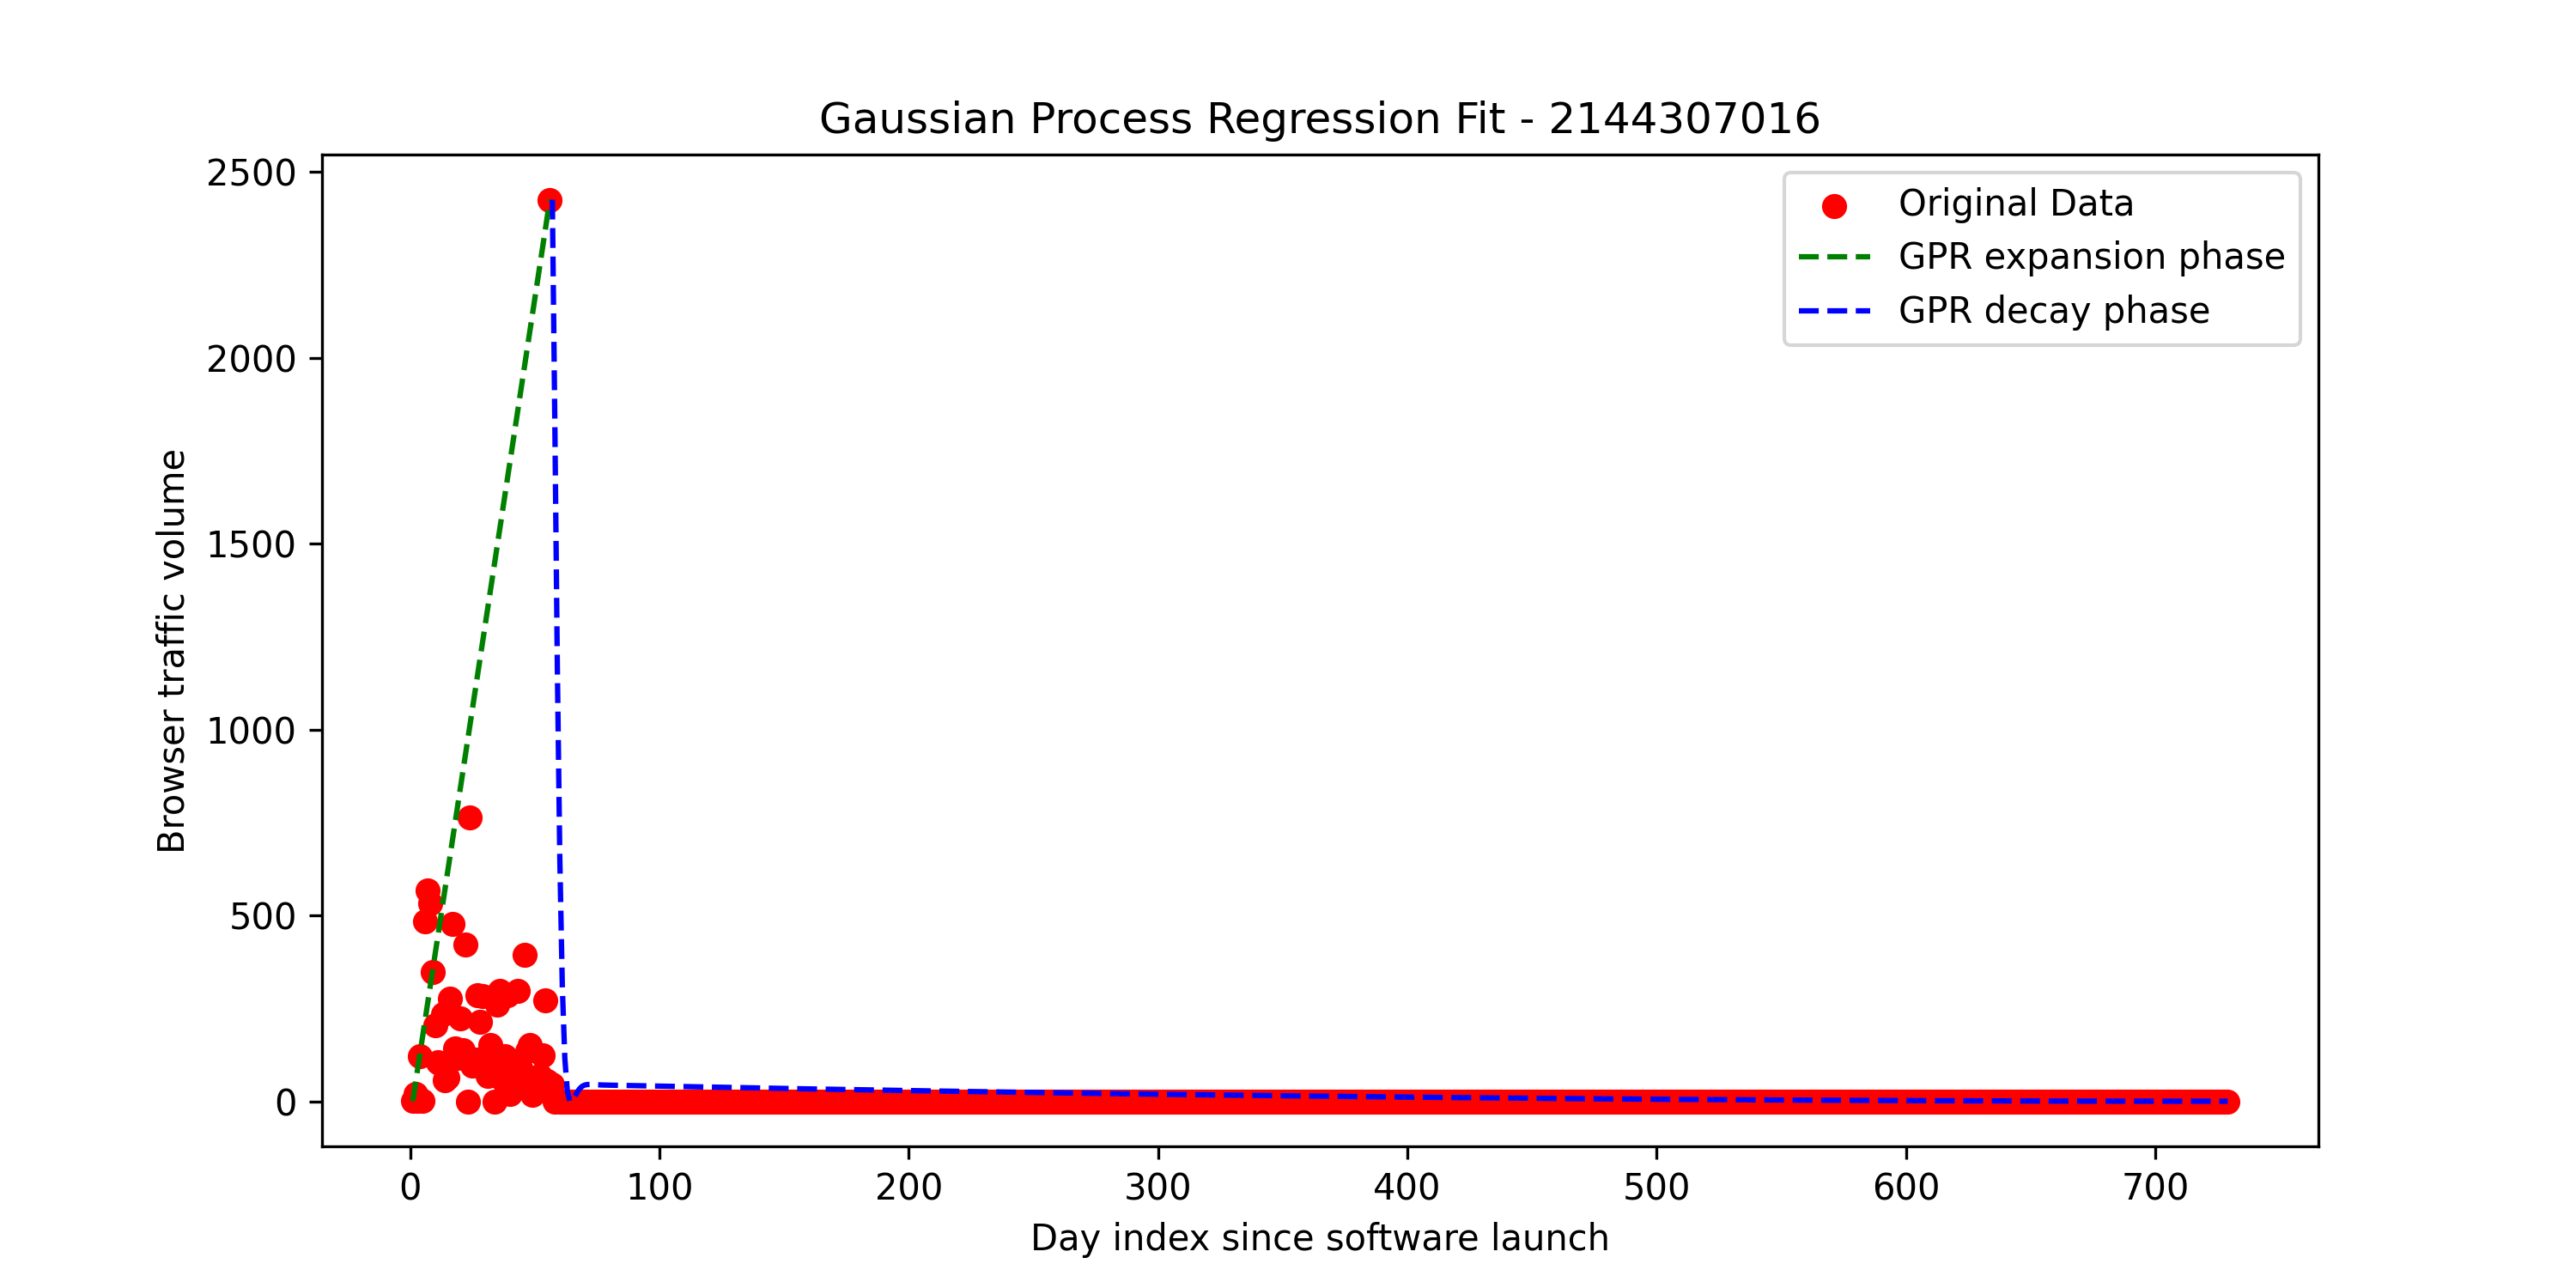 Gaussian Process Regression Fit - 2144307016
2500
2000
1500
1000
500
0
Browser traffic volume
Original Data
GPR expansion phase
GPR decay phase
0 100 200 300 400 500 600 700
Day index since software launch